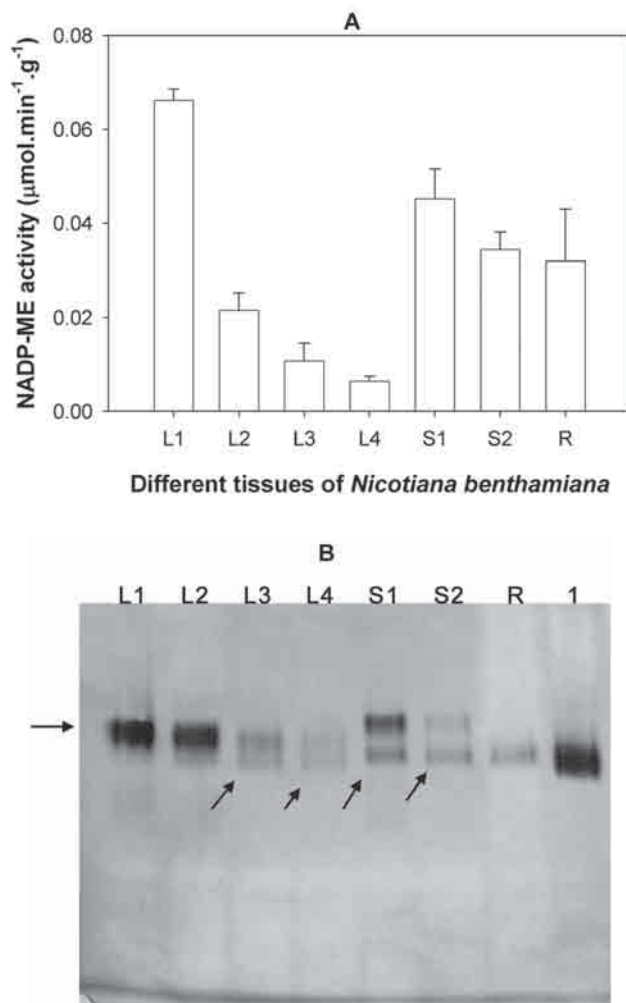 A
NADP-ME activity (μmol.min⁻¹.g⁻¹)
0.08
0.06
0.04
0.02
0.00
L1 L2 L3 L4 S1 S2 R
Different tissues of Nicotiana benthamiana
B
L1 L2 L3 L4 S1 S2 R 1